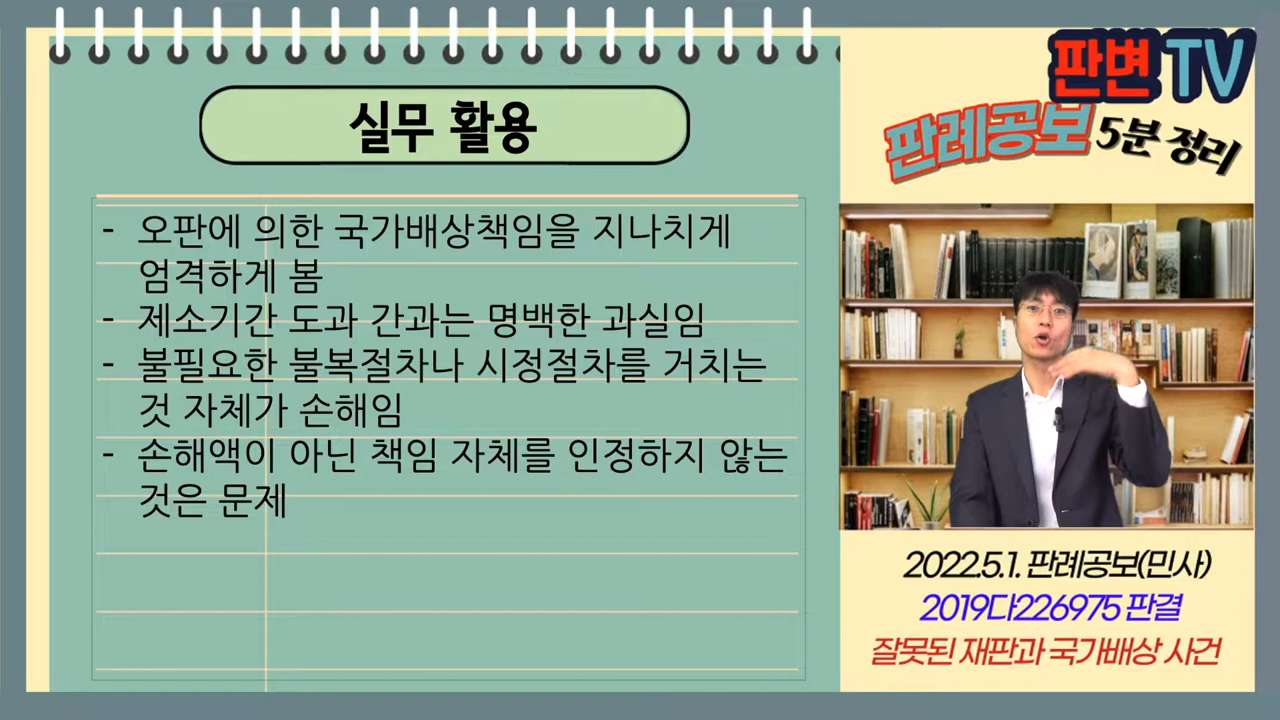 실무 활용
- 오판에 의한 국가배상책임을 지나치게
엄격하게 봄
- 제소기간 도과 간과는 명백한 과실임
- 불필요한 불복절차나 시정절차를 거치는
것 자체가 손해임
- 손해액이 아닌 책임 자체를 인정하지 않는
것은 문제
판변 TV
판례공보 5분 정리
2022.5.1. 판례공보(민사)
2019다226975 판결
잘못된 재판과 국가배상 사건